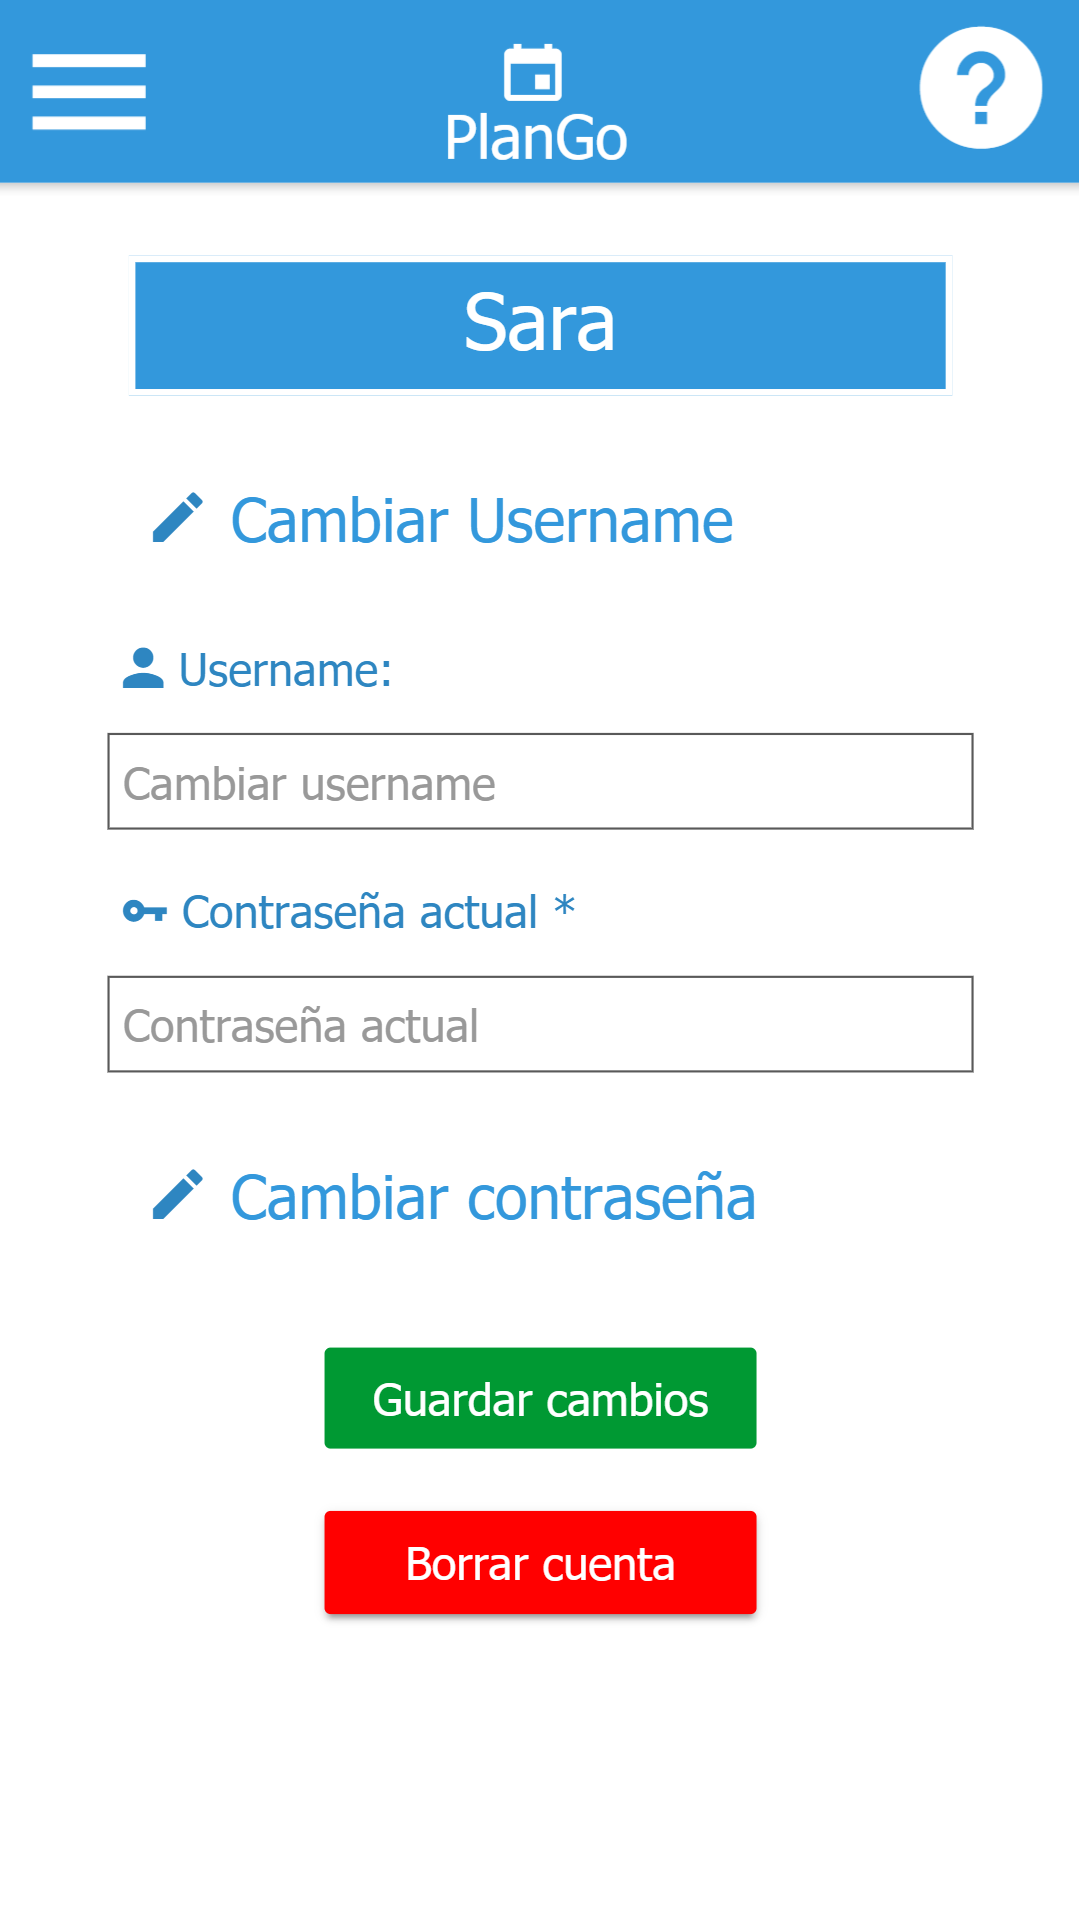 PlanGo
Sara
Cambiar Username
Username:
Cambiar username
Contraseña actual *
Contraseña actual
Cambiar contraseña
Guardar cambios
Borrar cuenta